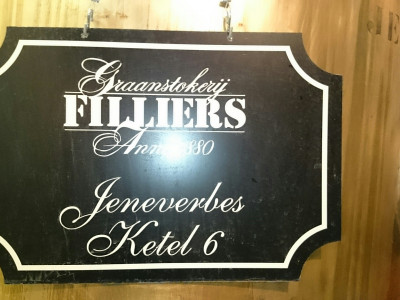 Graanstokerij
FILLIERS
Anno 1880
Jeneverbes
Ketel 6